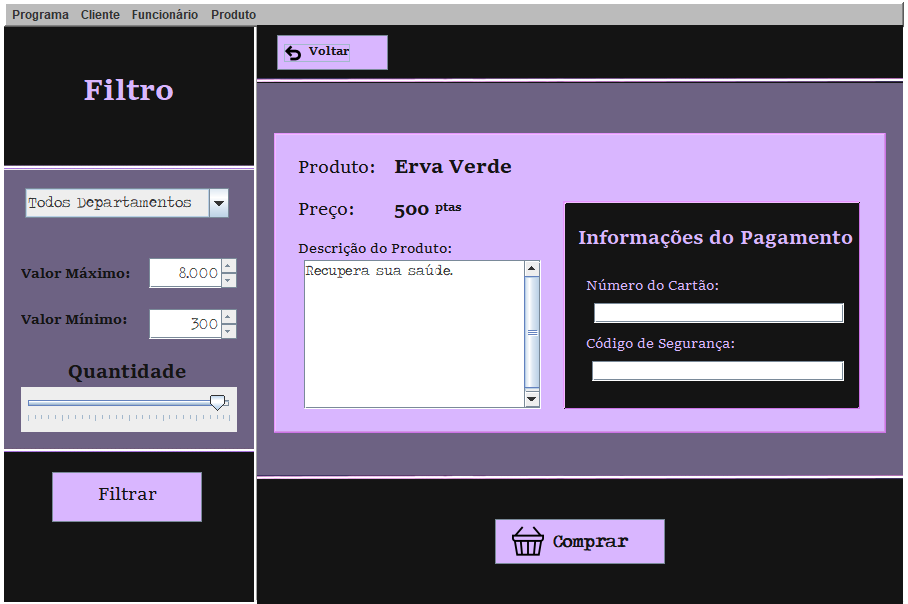 Programa Cliente Funcionário Produto
Filtro
Todos Departamentos
Valor Máximo: 8.000
Valor Mínimo: 300
Quantidade
Filtrar
Voltar
Produto: Erva Verde
Preço: 500 ptas
Descrição do Produto:
Recupera sua saúde.
Informações do Pagamento
Número do Cartão:
Código de Segurança:
Comprar